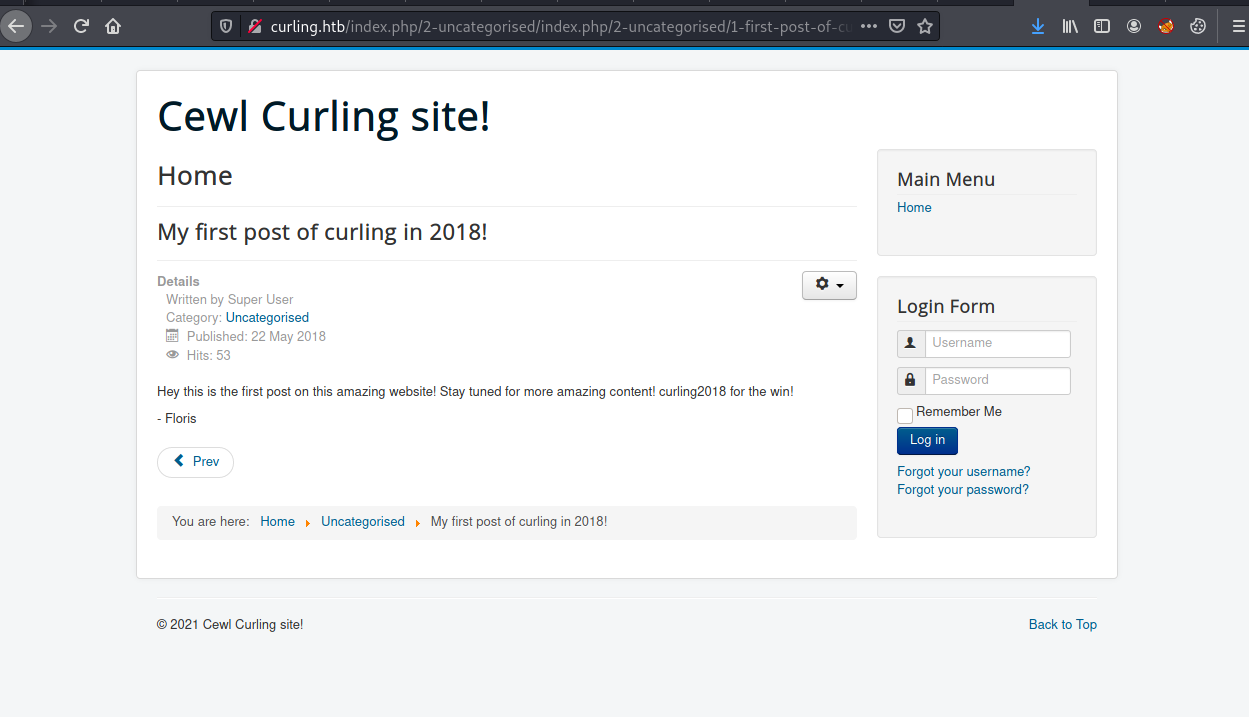 curling.htb/index.php/2-uncategorised/index.php/2-uncategorised/1-first-post-of-cu
Cewl Curling site!
Home
My first post of curling in 2018!
Details
Written by Super User
Category: Uncategorised
Published: 22 May 2018
Hits: 53
Hey this is the first post on this amazing website! Stay tuned for more amazing content! curling2018 for the win!
- Floris
Prev
You are here: Home Uncategorised My first post of curling in 2018!
Main Menu
Home
Login Form
Username
Password
Remember Me
Log in
Forgot your username?
Forgot your password?
© 2021 Cewl Curling site!
Back to Top